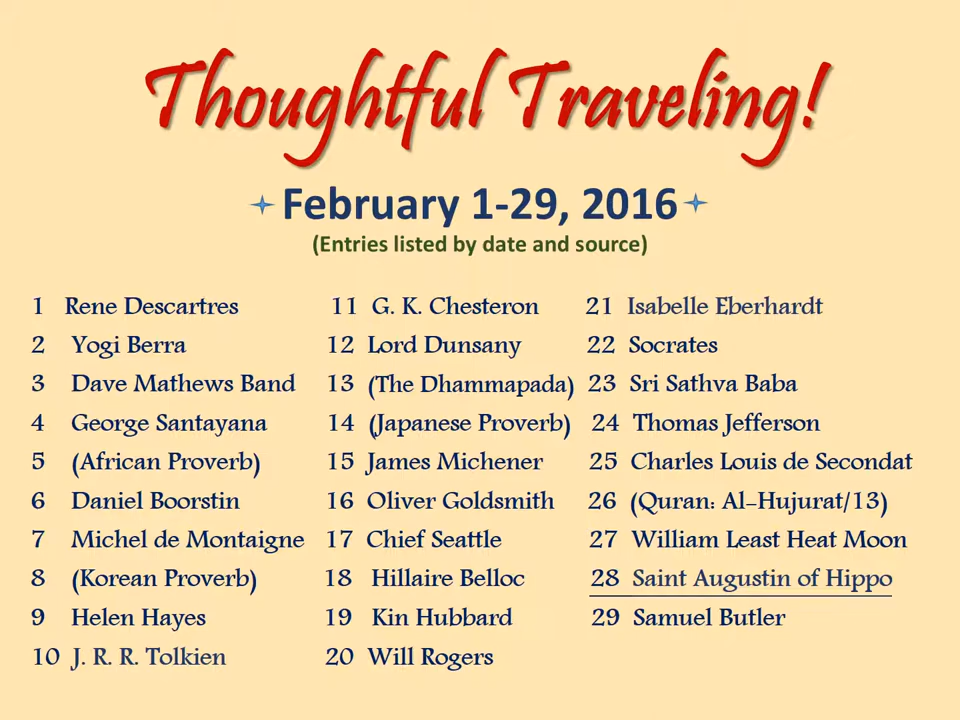 Thoughtful Traveling!
February 1-29, 2016
(Entries listed by date and source)
1 Rene Descartres
2 Yogi Berra
3 Dave Mathews Band
4 George Santayana
5 (African Proverb)
6 Daniel Boorstin
7 Michel de Montaigne
8 (Korean Proverb)
9 Helen Hayes
10 J. R. R. Tolkien
11 G. K. Chesteron
12 Lord Dunsany
13 (The Dhammapada)
14 (Japanese Proverb)
15 James Michener
16 Oliver Goldsmith
17 Chief Seattle
18 Hillaire Belloc
19 Kin Hubbard
20 Will Rogers
21 Isabelle Eberhardt
22 Socrates
23 Sri Sathva Baba
24 Thomas Jefferson
25 Charles Louis de Secondat
26 (Quran: Al-Hujurat/13)
27 William Least Heat Moon
28 Saint Augustin of Hippo
29 Samuel Butler